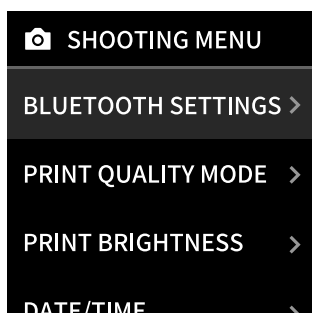 SHOOTING MENU
BLUETOOTH SETTINGS
PRINT QUALITY MODE
PRINT BRIGHTNESS
DATE/TIME